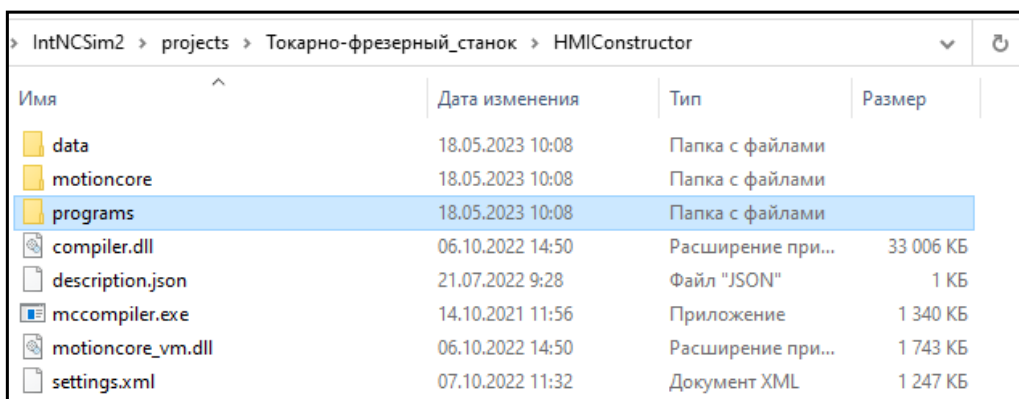 › IntNCSim2 › projects › Токарно-фрезерный_станок › HMIConstructor
Имя Дата изменения Тип Размер
data 18.05.2023 10:08 Папка с файлами
motioncore 18.05.2023 10:08 Папка с файлами
programs 18.05.2023 10:08 Папка с файлами
compiler.dll 06.10.2022 14:50 Расширение при... 33 006 КБ
description.json 21.07.2022 9:28 Файл "JSON" 1 КБ
mccompiler.exe 14.10.2021 11:56 Приложение 1 340 КБ
motioncore_vm.dll 06.10.2022 14:50 Расширение при... 1 743 КБ
settings.xml 07.10.2022 11:32 Документ XML 1 247 КБ